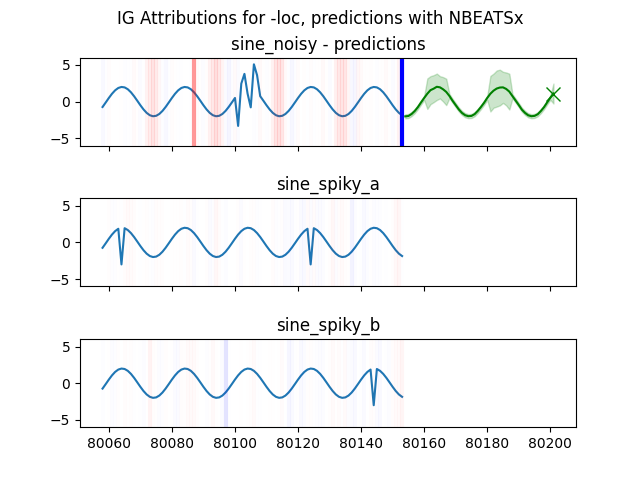 IG Attributions for -loc, predictions with NBEATSx
sine_noisy - predictions
5
0
−5
sine_spiky_a
5
0
−5
sine_spiky_b
5
0
−5
80060 80080 80100 80120 80140 80160 80180 80200